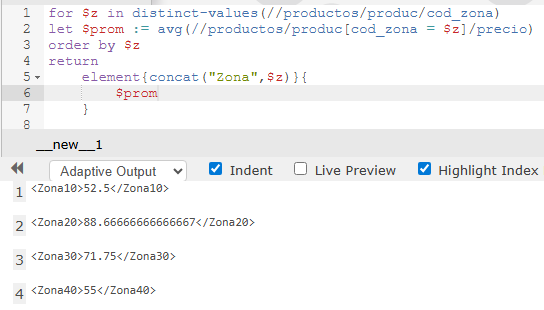 1 for $z in distinct-values(//productos/produc/cod_zona)
2 let $prom := avg(//productos/produc[cod_zona = $z]/precio)
3 order by $z
4 return
5 element{concat("Zona",$z)}{
6 $prom
7 }
8
__new__1
Adaptive Output Indent Live Preview Highlight Index
1 <Zona10>52.5</Zona10>
2 <Zona20>88.66666666666667</Zona20>
3 <Zona30>71.75</Zona30>
4 <Zona40>55</Zona40>